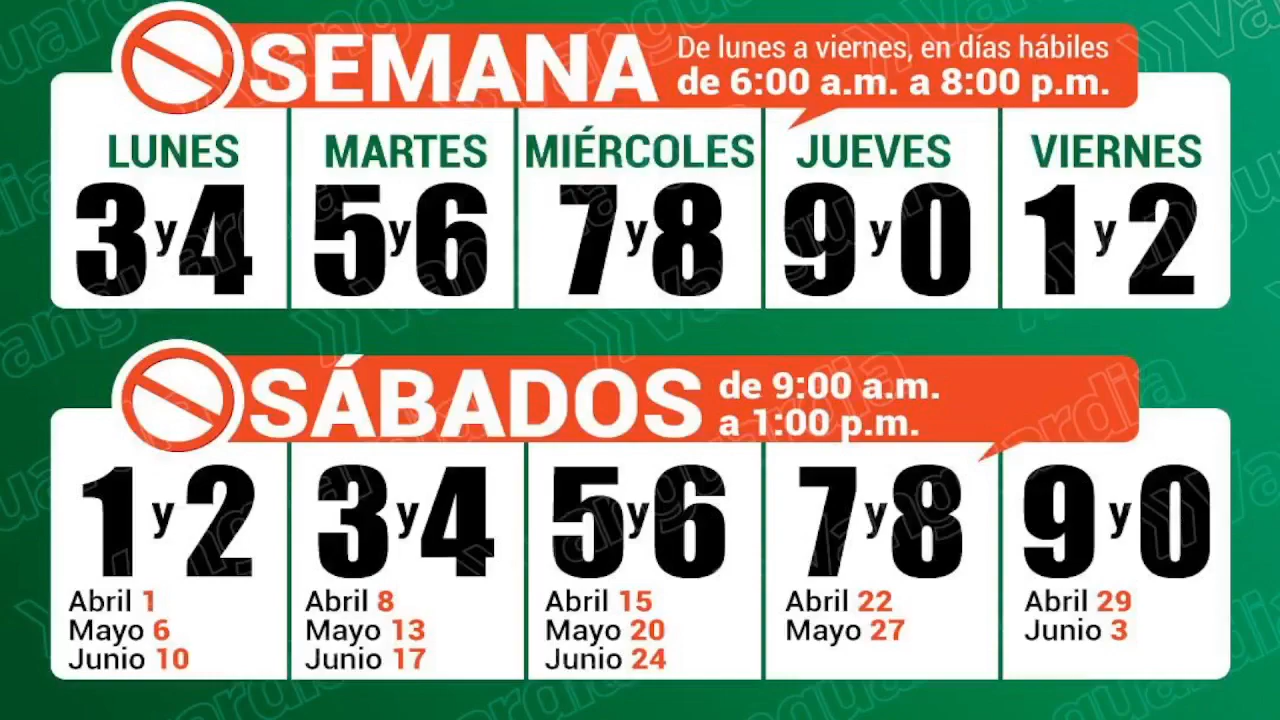 SEMANA
De lunes a viernes, en días hábiles
de 6:00 a.m. a 8:00 p.m.
LUNES
3 y 4
MARTES
5 y 6
MIÉRCOLES
7 y 8
JUEVES
9 y 0
VIERNES
1 y 2
SÁBADOS
de 9:00 a.m.
a 1:00 p.m.
1 y 2
Abril 1
Mayo 6
Junio 10
3 y 4
Abril 8
Mayo 13
Junio 17
5 y 6
Abril 15
Mayo 20
Junio 24
7 y 8
Abril 22
Mayo 27
9 y 0
Abril 29
Junio 3
Vanguardia